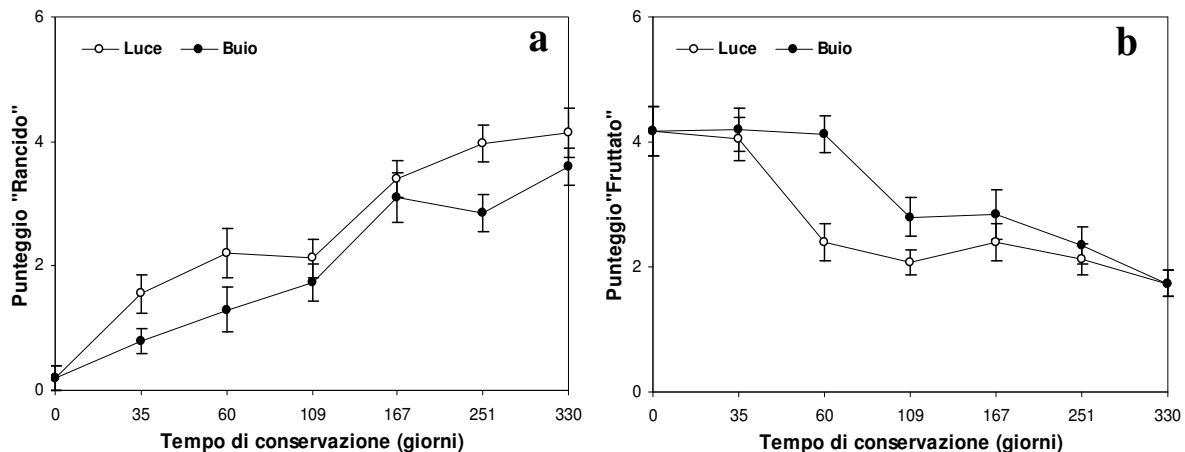 6
4
2
0
Punteggio "Rancido"
Luce
Buio
a
0 35 60 109 167 251 330
Tempo di conservazione (giorni)
6
4
2
0
Punteggio"Fruttato"
Luce
Buio
b
0 35 60 109 167 251 330
Tempo di conservazione (giorni)